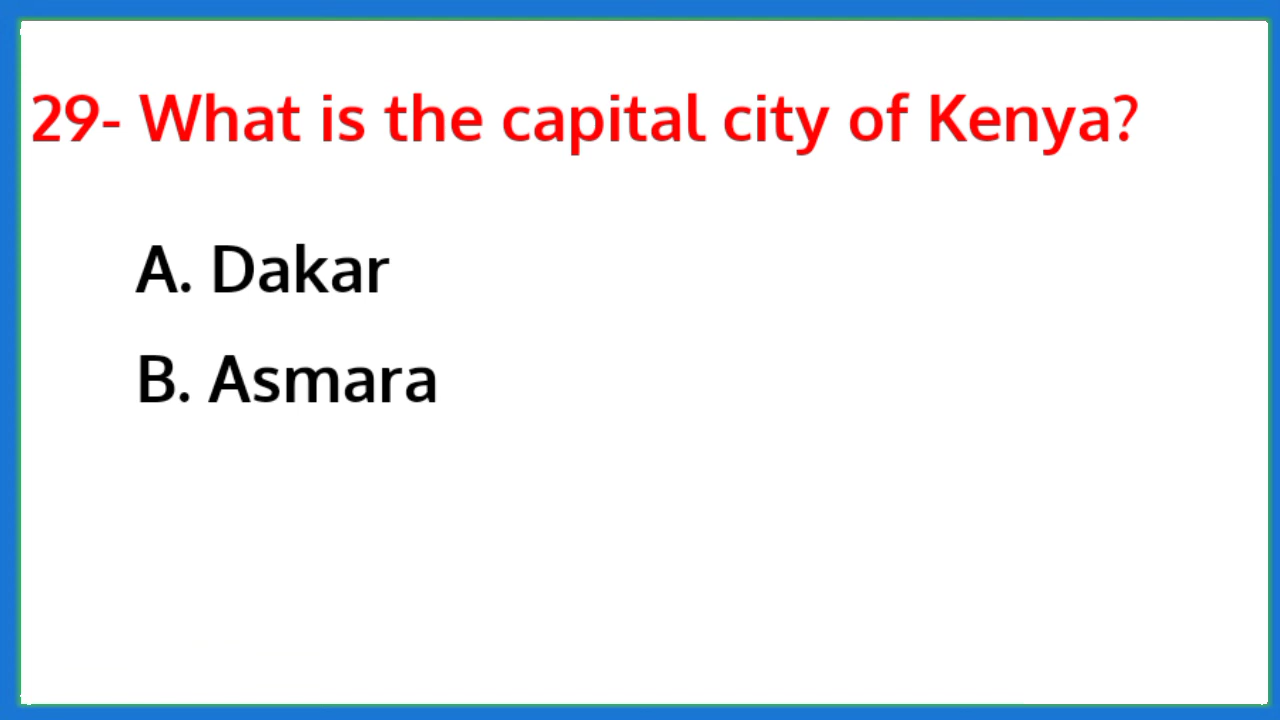 29- What is the capital city of Kenya?
A. Dakar
B. Asmara